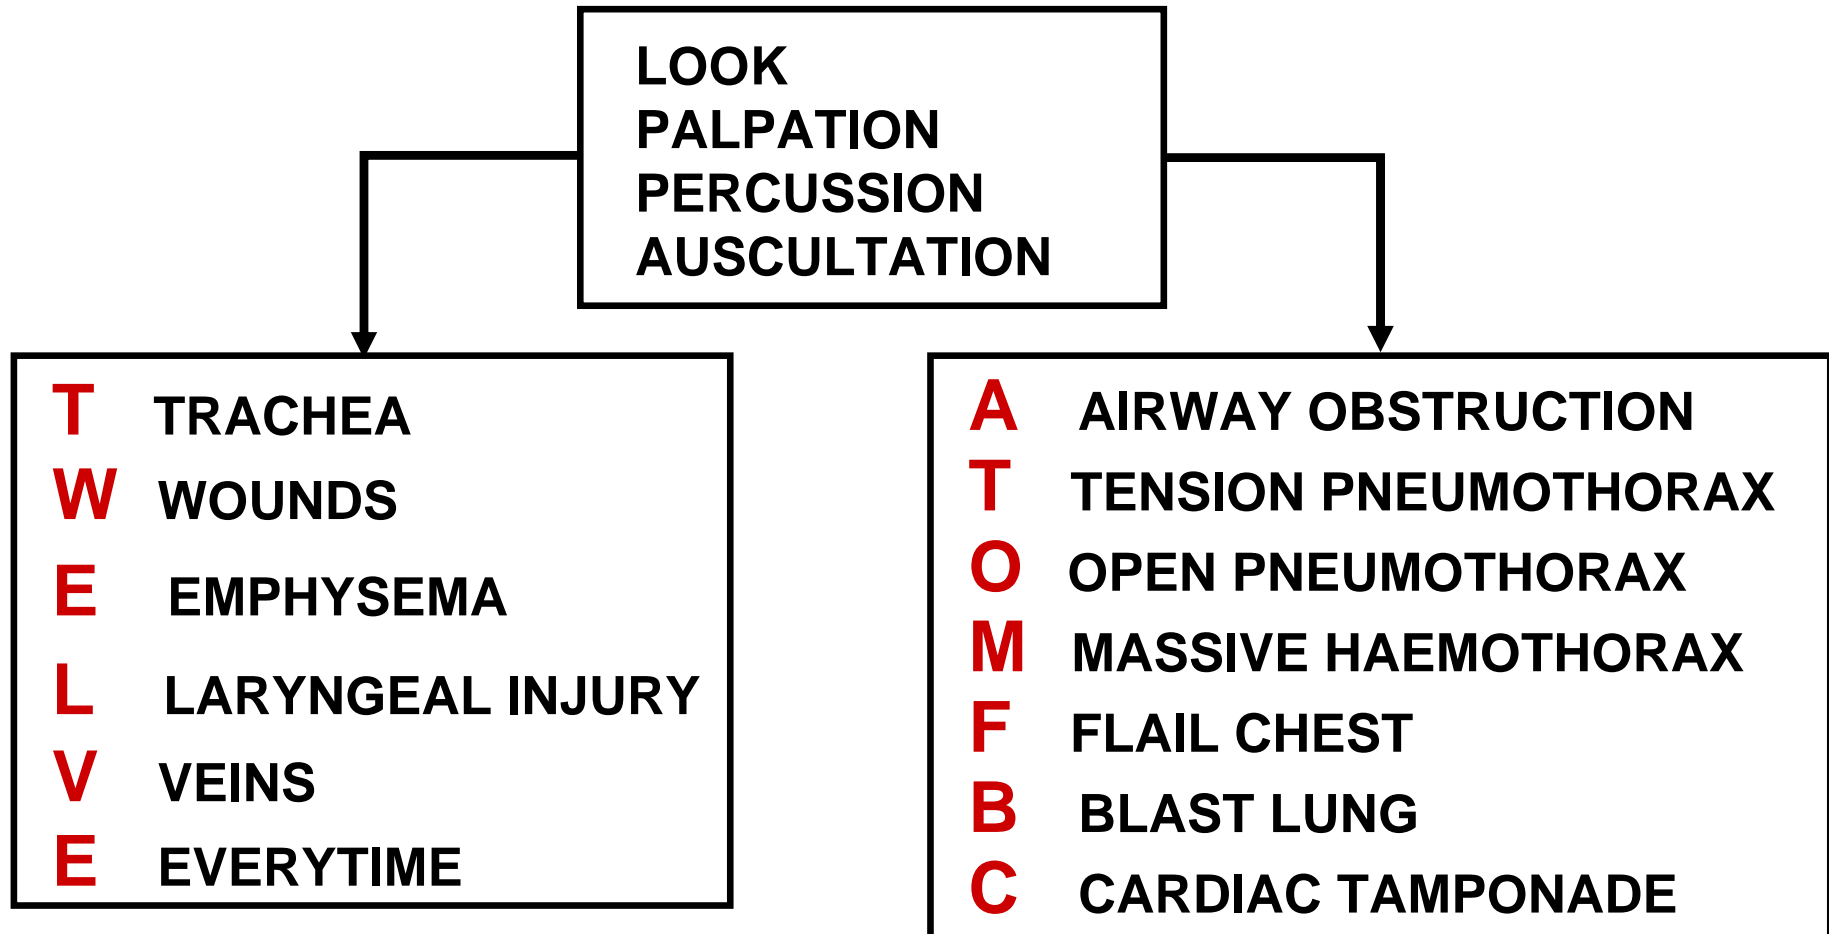 LOOK
PALPATION
PERCUSSION
AUSCULTATION
T TRACHEA
W WOUNDS
E EMPHYSEMA
L LARYNGEAL INJURY
V VEINS
E EVERYTIME
A AIRWAY OBSTRUCTION
T TENSION PNEUMOTHORAX
O OPEN PNEUMOTHORAX
M MASSIVE HAEMOTHORAX
F FLAIL CHEST
B BLAST LUNG
C CARDIAC TAMPONADE